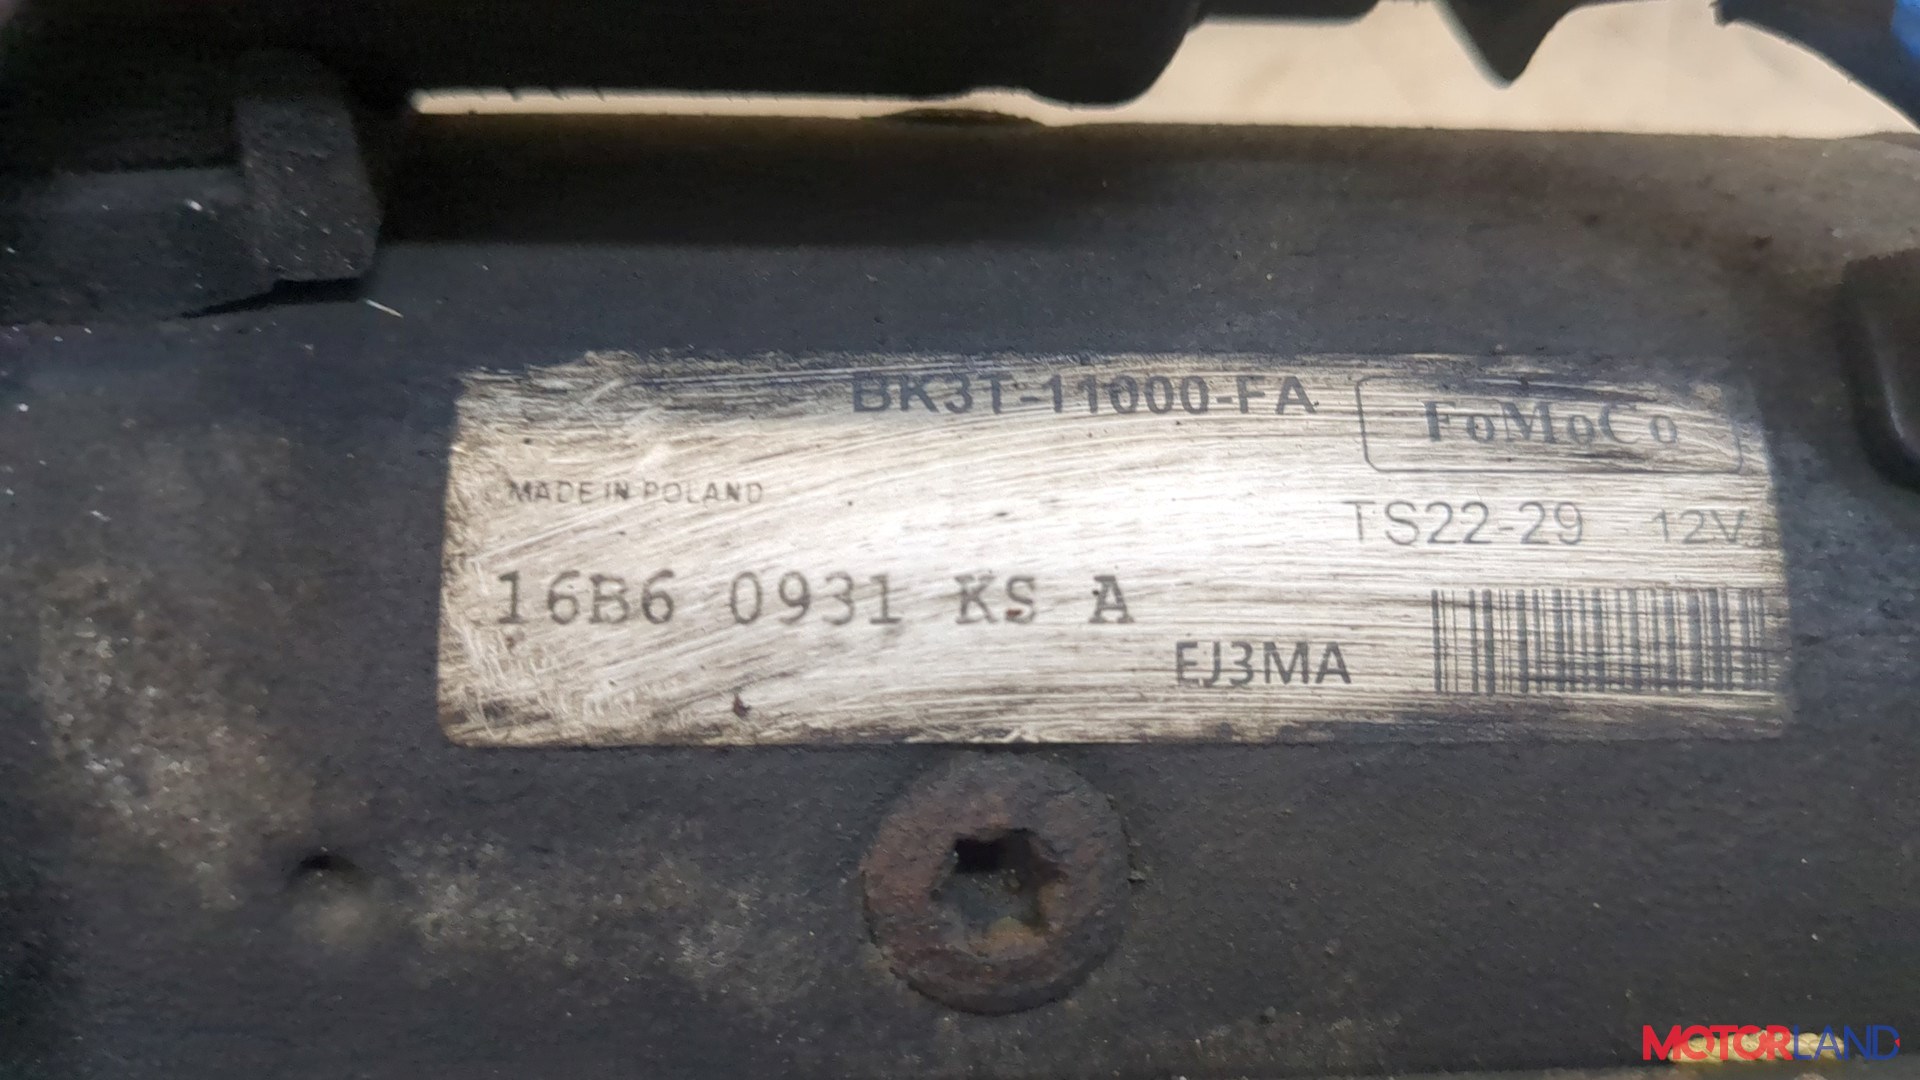 BK3T-11000-FA
FoMoCo
MADE IN POLAND
TS22-29 12V
16B6 0931 KS A
EJ3MA
MOTORLAND